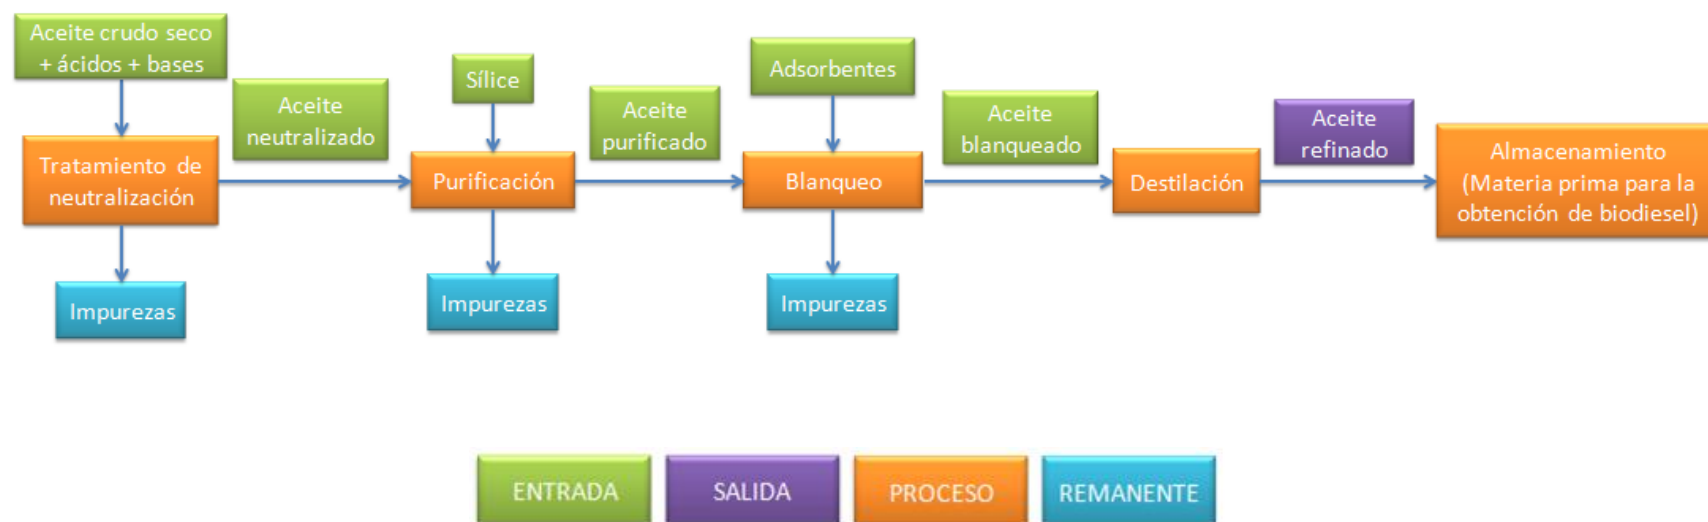 Aceite crudo seco
+ ácidos + bases
Aceite
neutralizado
Sílice
Aceite
purificado
Adsorbentes
Aceite
blanqueado
Aceite
refinado
Tratamiento de
neutralización
Purificación
Blanqueo
Destilación
Almacenamiento
(Materia prima para la
obtención de biodiesel)
Impurezas
Impurezas
Impurezas
ENTRADA
SALIDA
PROCESO
REMANENTE